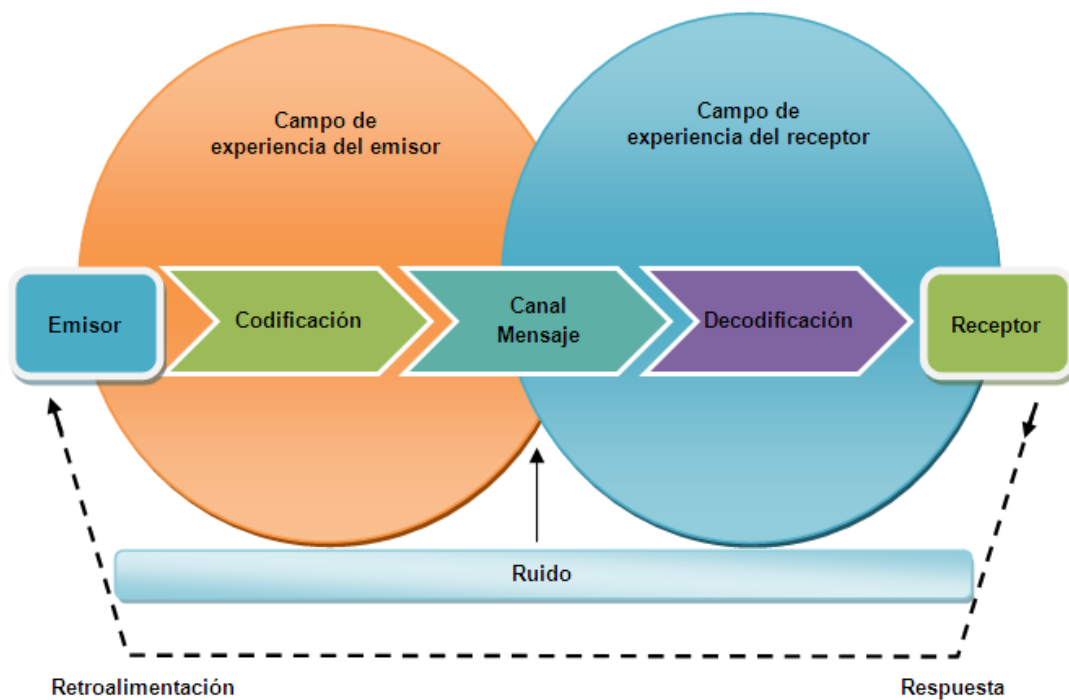 Campo de
experiencia del emisor
Campo de
experiencia del receptor
Emisor
Codificación
Canal
Mensaje
Decodificación
Receptor
Ruido
Retroalimentación
Respuesta